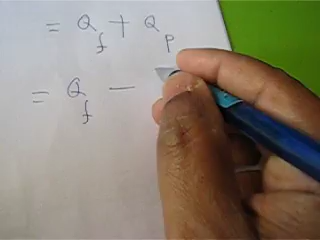 = Q_f + Q_p
= Q_f -